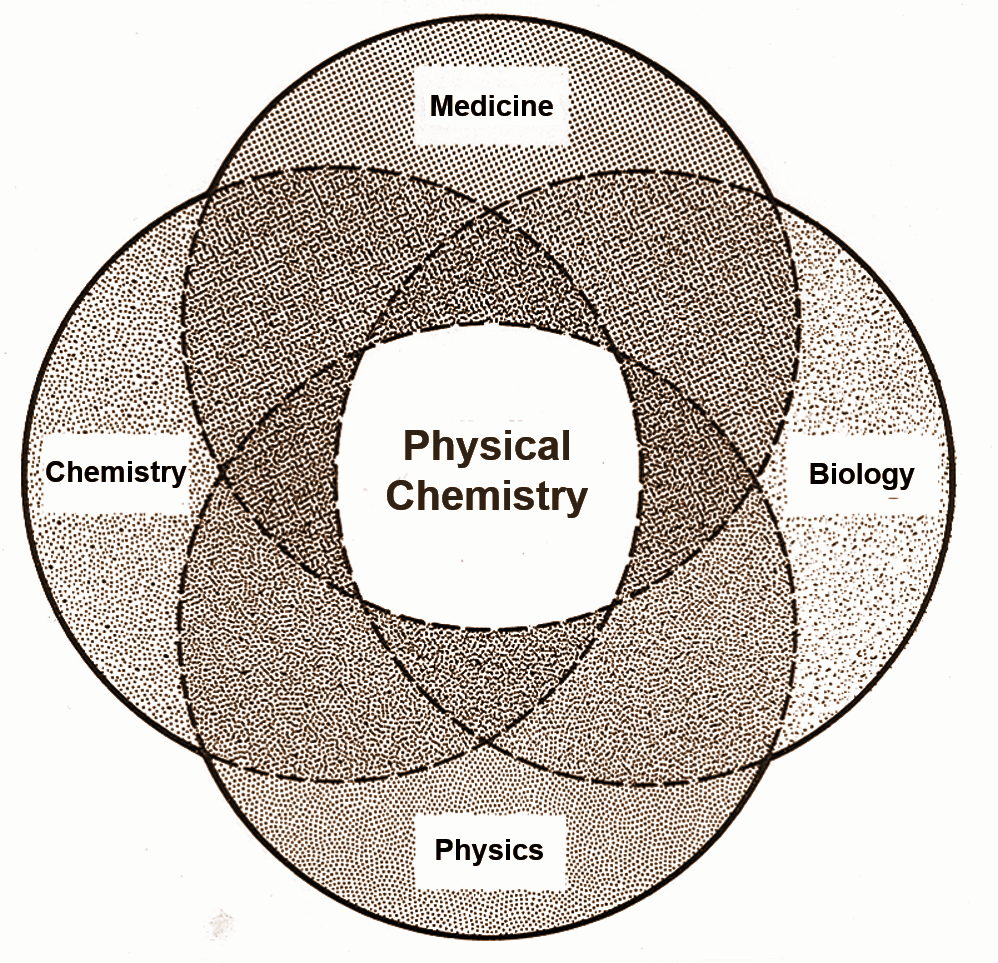 Medicine
Chemistry
Physical
Chemistry
Biology
Physics